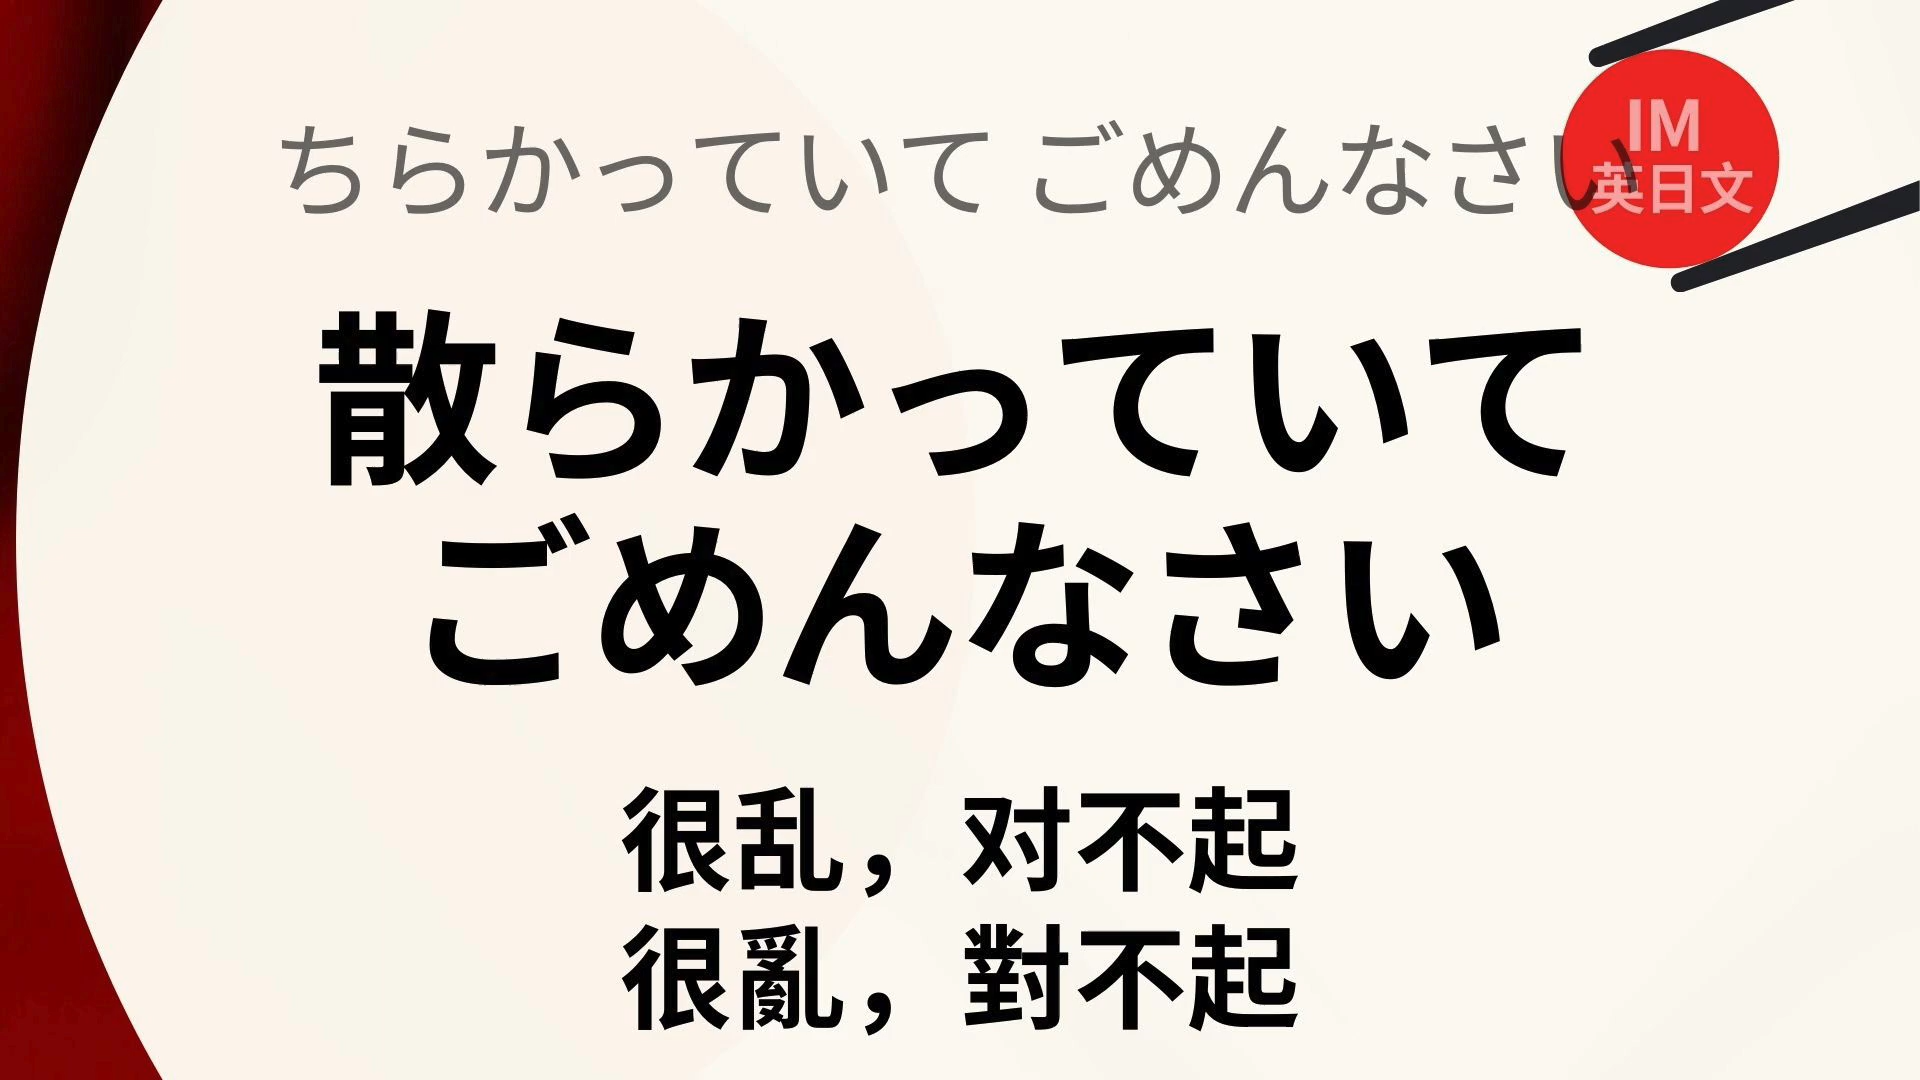 ちらかっていて ごめんなさい
IM
英日文
散らかっていて
ごめんなさい
很乱，对不起
很亂，對不起